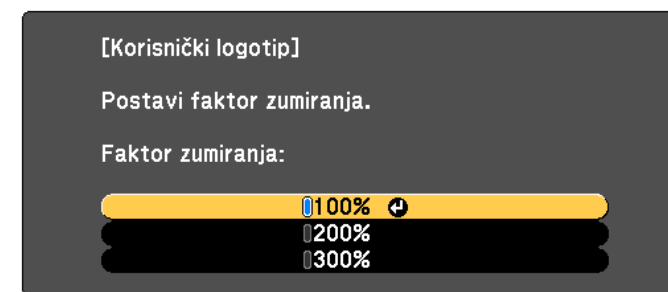 [Korisnički logotip]
Postavi faktor zumiranja.
Faktor zumiranja:
100%
200%
300%